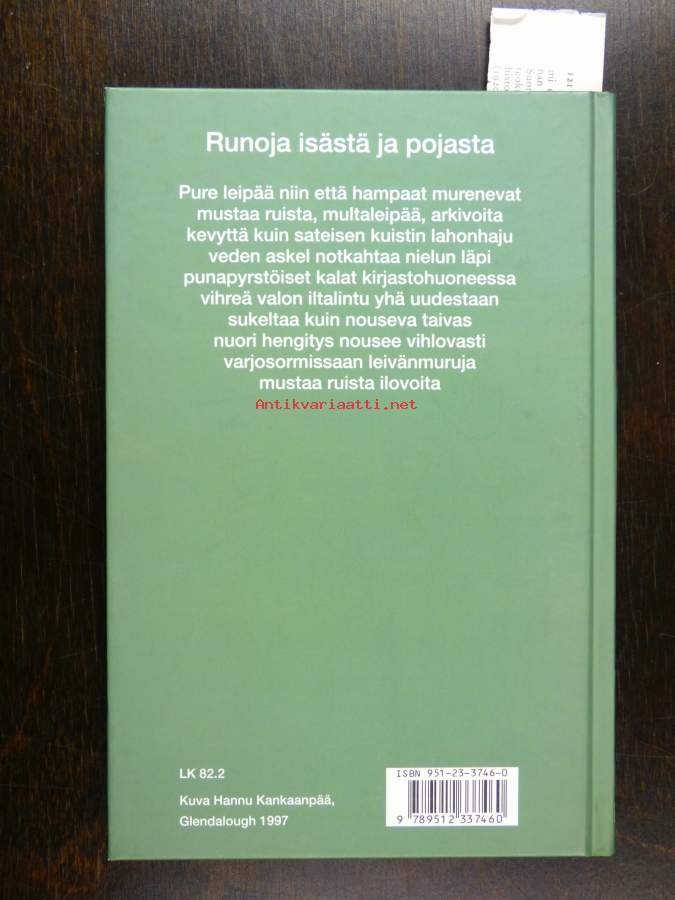 Runoja isästä ja pojasta
Pure leipää niin että hampaat murenevat
mustaa ruista, multaleipää, arkivoita
kevyttä kuin sateisen kuistin lahonhaju
veden askel notkahtaa nielun läpi
punapyrstöiset kalat kirjastohuoneessa
vihreä valon iltalintu yhä uudestaan
sukeltaa kuin nouseva taivas
nuori hengitys nousee vihlovasti
varjosormissaan leivänmuruja
mustaa ruista ilovoita
Antikvariaatti.net
LK 82.2
Kuva Hannu Kankaanpää,
Glendalough 1997
ISBN 951-23-3746-0
9 789512 337460